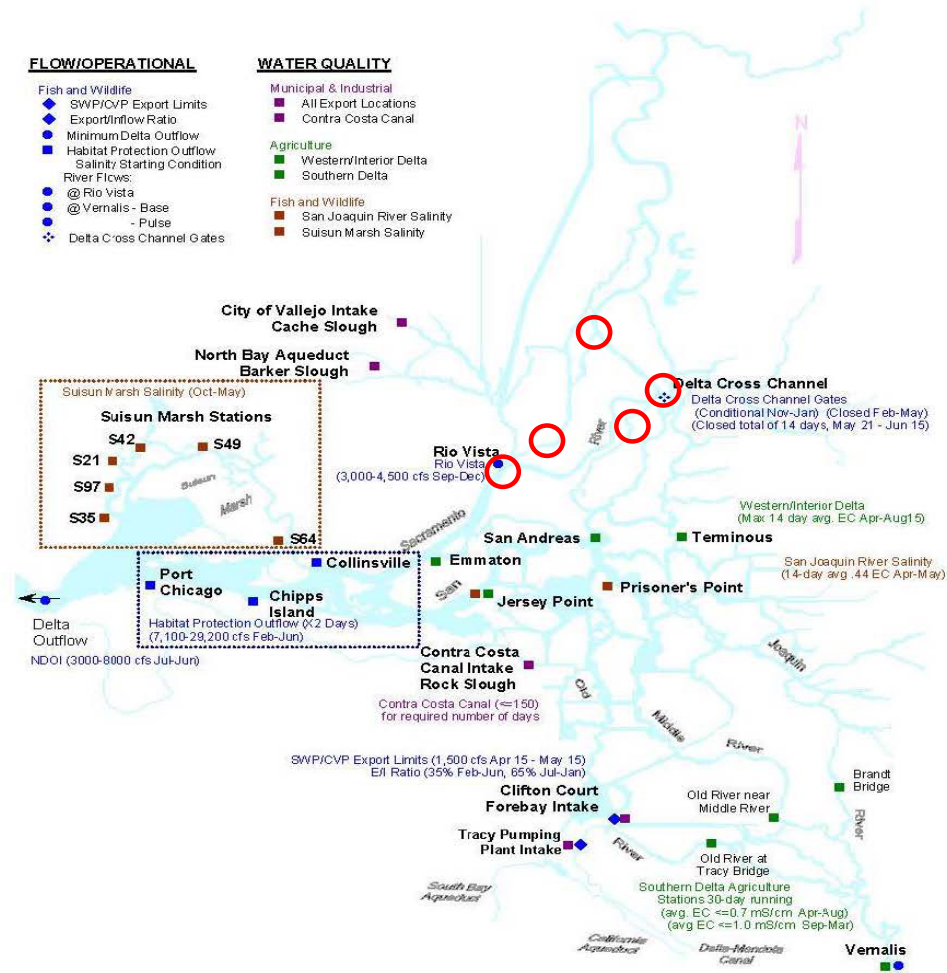 FLOW/OPERATIONAL
Fish and Wildlife
SWP/CVP Export Limits
Export/Inflow Ratio
Minimum Delta Outflow
Habitat Protection Outflow
Salinity Starting Condition
River Flows:
@ Rio Vista
@ Vernalis - Base
- Pulse
Delta Cross Channel Gates
WATER QUALITY
Municipal & Industrial
All Export Locations
Contra Costa Canal
Agriculture
Western/Interior Delta
Southern Delta
Fish and Wildlife
San Joaquin River Salinity
Suisun Marsh Salinity
N
City of Vallejo Intake
Cache Slough
North Bay Aqueduct
Barker Slough
Delta Cross Channel
Delta Cross Channel Gates
(Conditional Nov-Jan) (Closed Feb-May)
(Closed total of 14 days, May 21 - Jun 15)
Suisun Marsh Salinity (Oct-May)
Suisun Marsh Stations
S42
S49
S21
S97
S35
S64
Suisun
Marsh
River
Rio Vista
Rio Vista
(3,000-4,500 cfs Sep-Dec)
Sacramento
Western/Interior Delta
(Max 14 day avg. EC Apr-Aug15)
San Andreas
Terminous
Emmaton
San
Jersey Point
San Joaquin River Salinity
(14-day avg .44 EC Apr-May)
Prisoner's Point
Collinsville
Port
Chicago
Chipps
Island
Habitat Protection Outflow (X2 Days)
(7,100-29,200 cfs Feb-Jun)
Delta
Outflow
NDOI (3000-8000 cfs Jul-Jun)
Contra Costa
Canal Intake
Rock Slough
Contra Costa Canal (<=150)
for required number of days
Old
Middle
River
Joaquin
River
SWP/CVP Export Limits (1,500 cfs Apr 15 - May 15)
E/I Ratio (35% Feb-Jun, 65% Jul-Jan)
Clifton Court
Forebay Intake
Old River near
Middle River
Brandt
Bridge
Tracy Pumping
Plant Intake
River
Old River at
Tracy Bridge
South Bay
Aqueduct
Southern Delta Agriculture
Stations 30-day running
(avg. EC <=0.7 mS/cm Apr-Aug)
(avg EC <=1.0 mS/cm Sep-Mar)
California
Aqueduct
Delta-Mendota
Canal
Vernalis